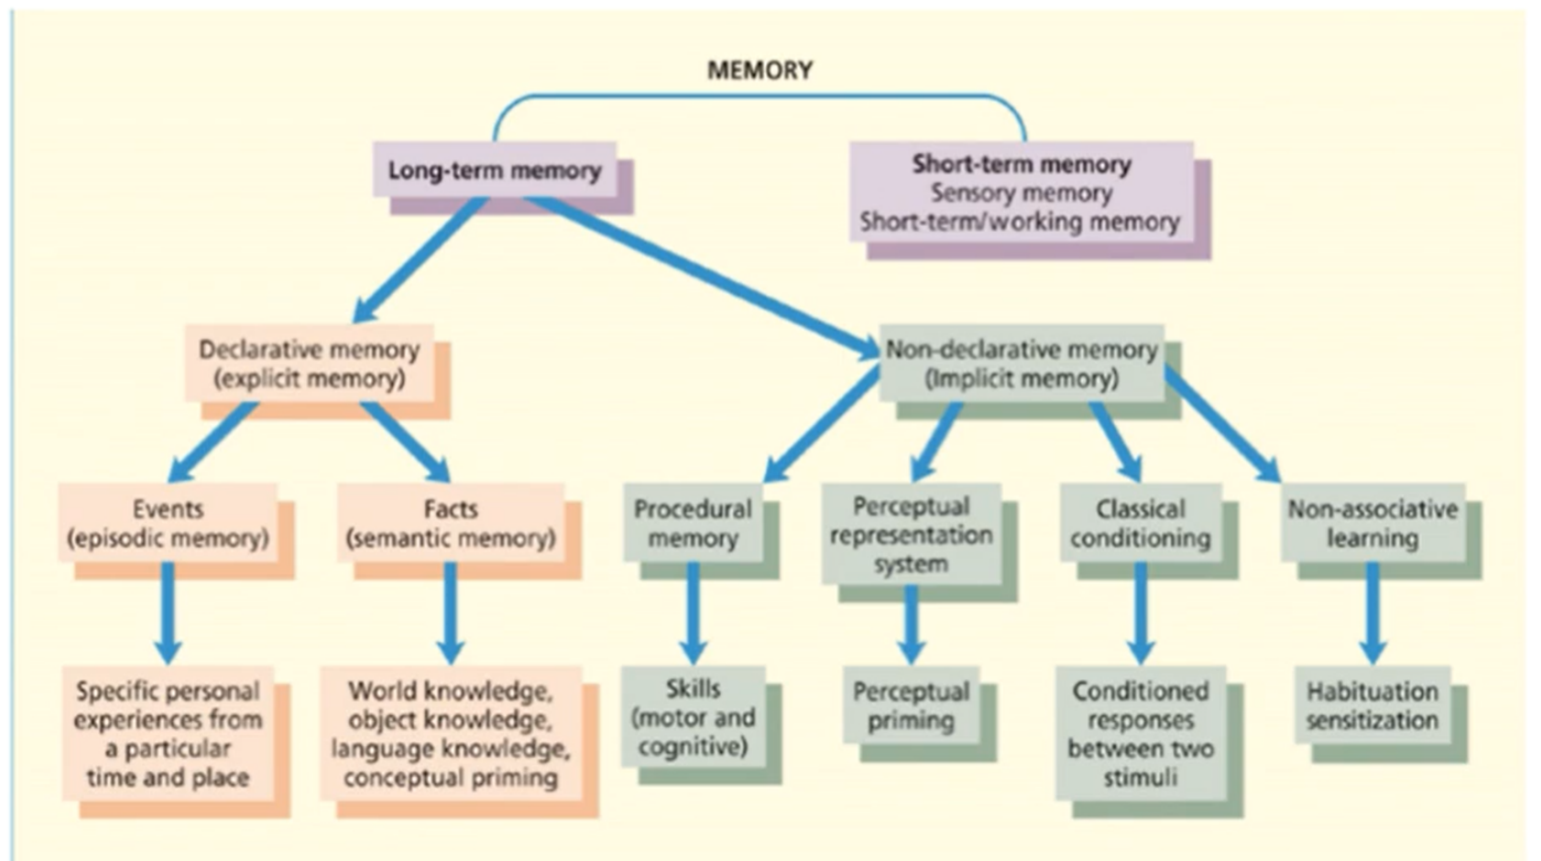 MEMORY
Long-term memory
Short-term memory
Sensory memory
Short-term/working memory
Declarative memory
(explicit memory)
Non-declarative memory
(Implicit memory)
Events
(episodic memory)
Facts
(semantic memory)
Procedural
memory
Perceptual
representation
system
Classical
conditioning
Non-associative
learning
Specific personal
experiences from
a particular
time and place
World knowledge,
object knowledge,
language knowledge,
conceptual priming
Skills
(motor and
cognitive)
Perceptual
priming
Conditioned
responses
between two
stimuli
Habituation
sensitization